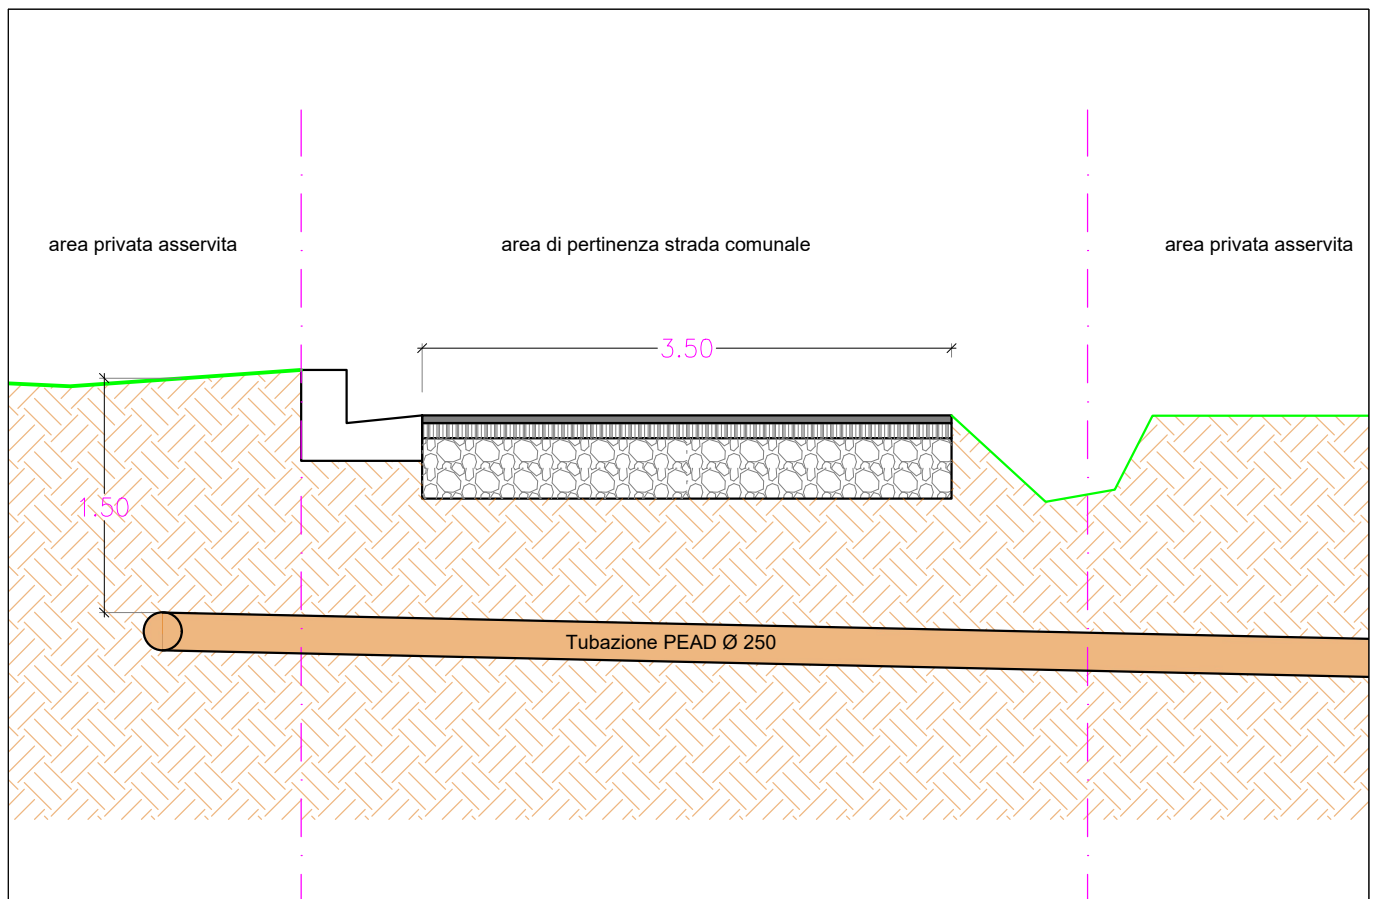 area privata asservita
area di pertinenza strada comunale
area privata asservita
3.50
1.50
Tubazione PEAD Ø 250